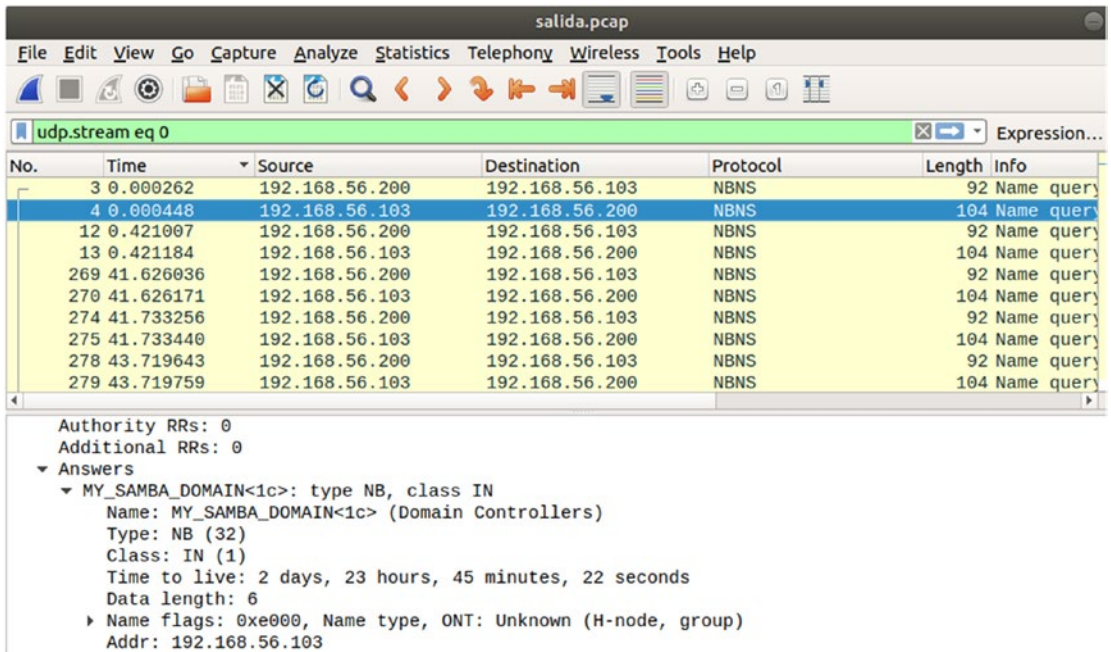 salida.pcap
File Edit View Go Capture Analyze Statistics Telephony Wireless Tools Help
udp.stream eq 0 Expression...
No. Time Source Destination Protocol Length Info
3 0.000262 192.168.56.200 192.168.56.103 NBNS 92 Name query
4 0.000448 192.168.56.103 192.168.56.200 NBNS 104 Name query
12 0.421007 192.168.56.200 192.168.56.103 NBNS 92 Name query
13 0.421184 192.168.56.103 192.168.56.200 NBNS 104 Name query
269 41.626036 192.168.56.200 192.168.56.103 NBNS 92 Name query
270 41.626171 192.168.56.103 192.168.56.200 NBNS 104 Name query
274 41.733256 192.168.56.200 192.168.56.103 NBNS 92 Name query
275 41.733440 192.168.56.103 192.168.56.200 NBNS 104 Name query
278 43.719643 192.168.56.200 192.168.56.103 NBNS 92 Name query
279 43.719759 192.168.56.103 192.168.56.200 NBNS 104 Name query
Authority RRs: 0
Additional RRs: 0
Answers
MY_SAMBA_DOMAIN<1c>: type NB, class IN
Name: MY_SAMBA_DOMAIN<1c> (Domain Controllers)
Type: NB (32)
Class: IN (1)
Time to live: 2 days, 23 hours, 45 minutes, 22 seconds
Data length: 6
Name flags: 0xe000, Name type, ONT: Unknown (H-node, group)
Addr: 192.168.56.103